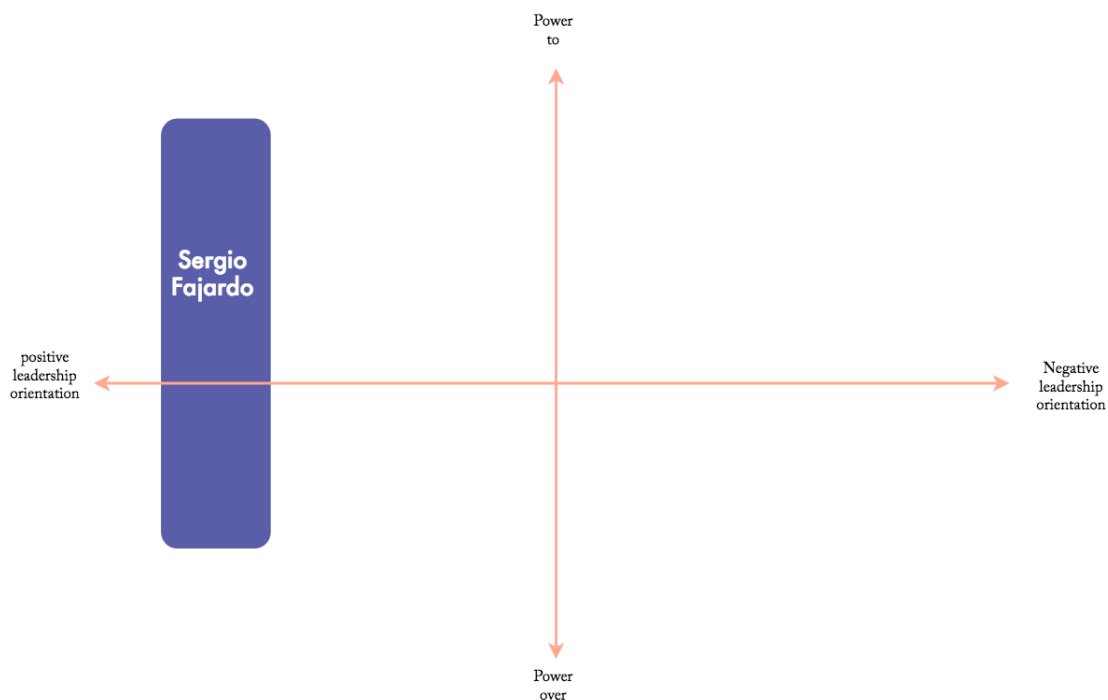 Power
to
Sergio
Fajardo
positive
leadership
orientation
Negative
leadership
orientation
Power
over